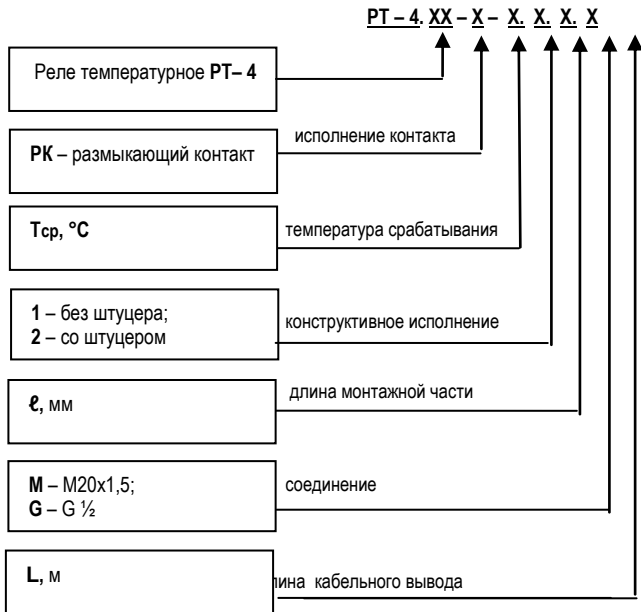 РТ – 4. ХХ – Х – Х. Х. Х. Х
Реле температурное РТ– 4
исполнение контакта
РК – размыкающий контакт
Тср, °С
температура срабатывания
1 – без штуцера;
2 – со штуцером
конструктивное исполнение
ℓ, мм
длина монтажной части
М – М20х1,5;
G – G ½
соединение
L, м
лина кабельного вывода